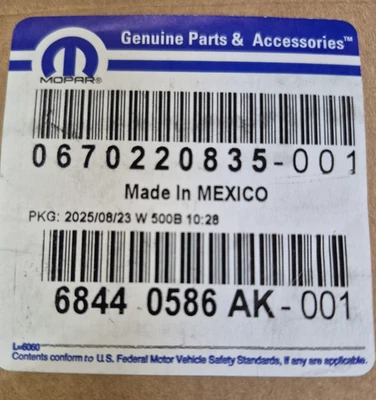 Genuine Parts & Accessories™
MOPAR®
0670220835-001
Made In MEXICO
PKG: 2025/08/23 W 500B 10:28
6844 0586 AK-001
L=6060
Contents conform to U.S. Federal Motor Vehicle Safety Standards, if any are applicable.